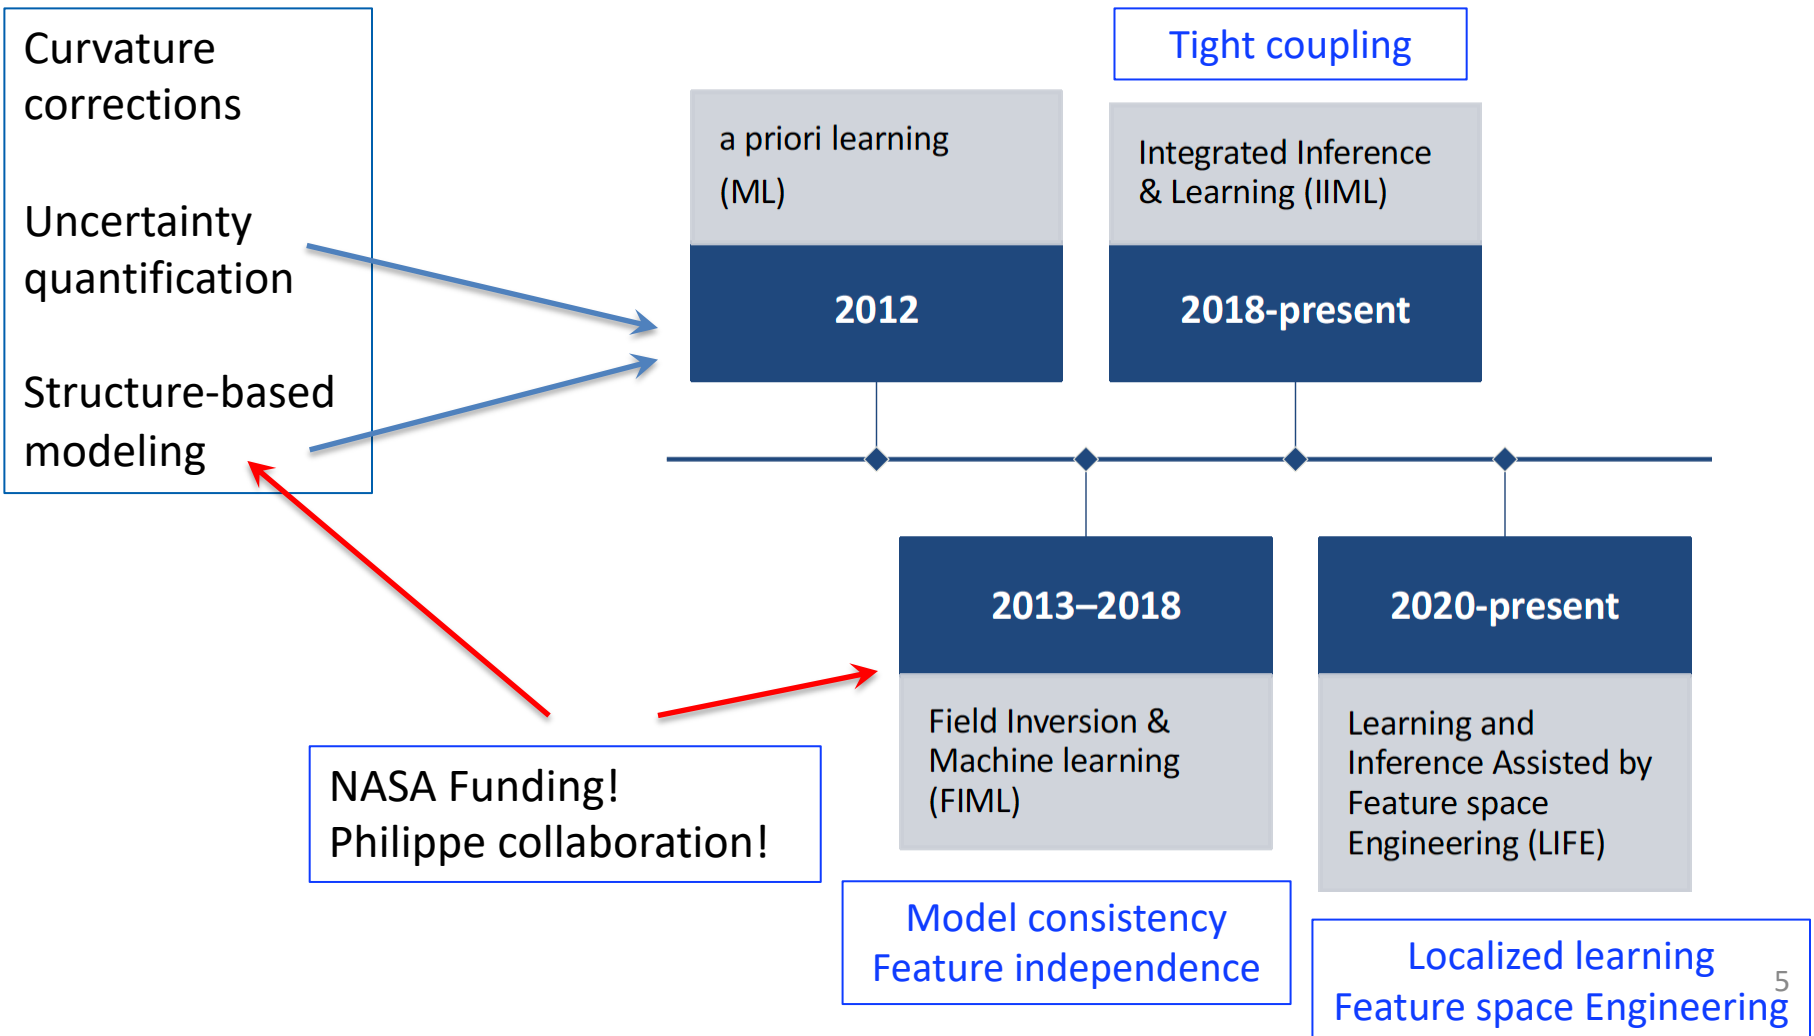 Curvature
corrections
Uncertainty
quantification
Structure-based
modeling
Tight coupling
a priori learning
(ML)
2012
Integrated Inference
& Learning (IIML)
2018-present
2013–2018
Field Inversion &
Machine learning
(FIML)
2020-present
Learning and
Inference Assisted by
Feature space
Engineering (LIFE)
NASA Funding!
Philippe collaboration!
Model consistency
Feature independence
Localized learning
Feature space Engineering
5